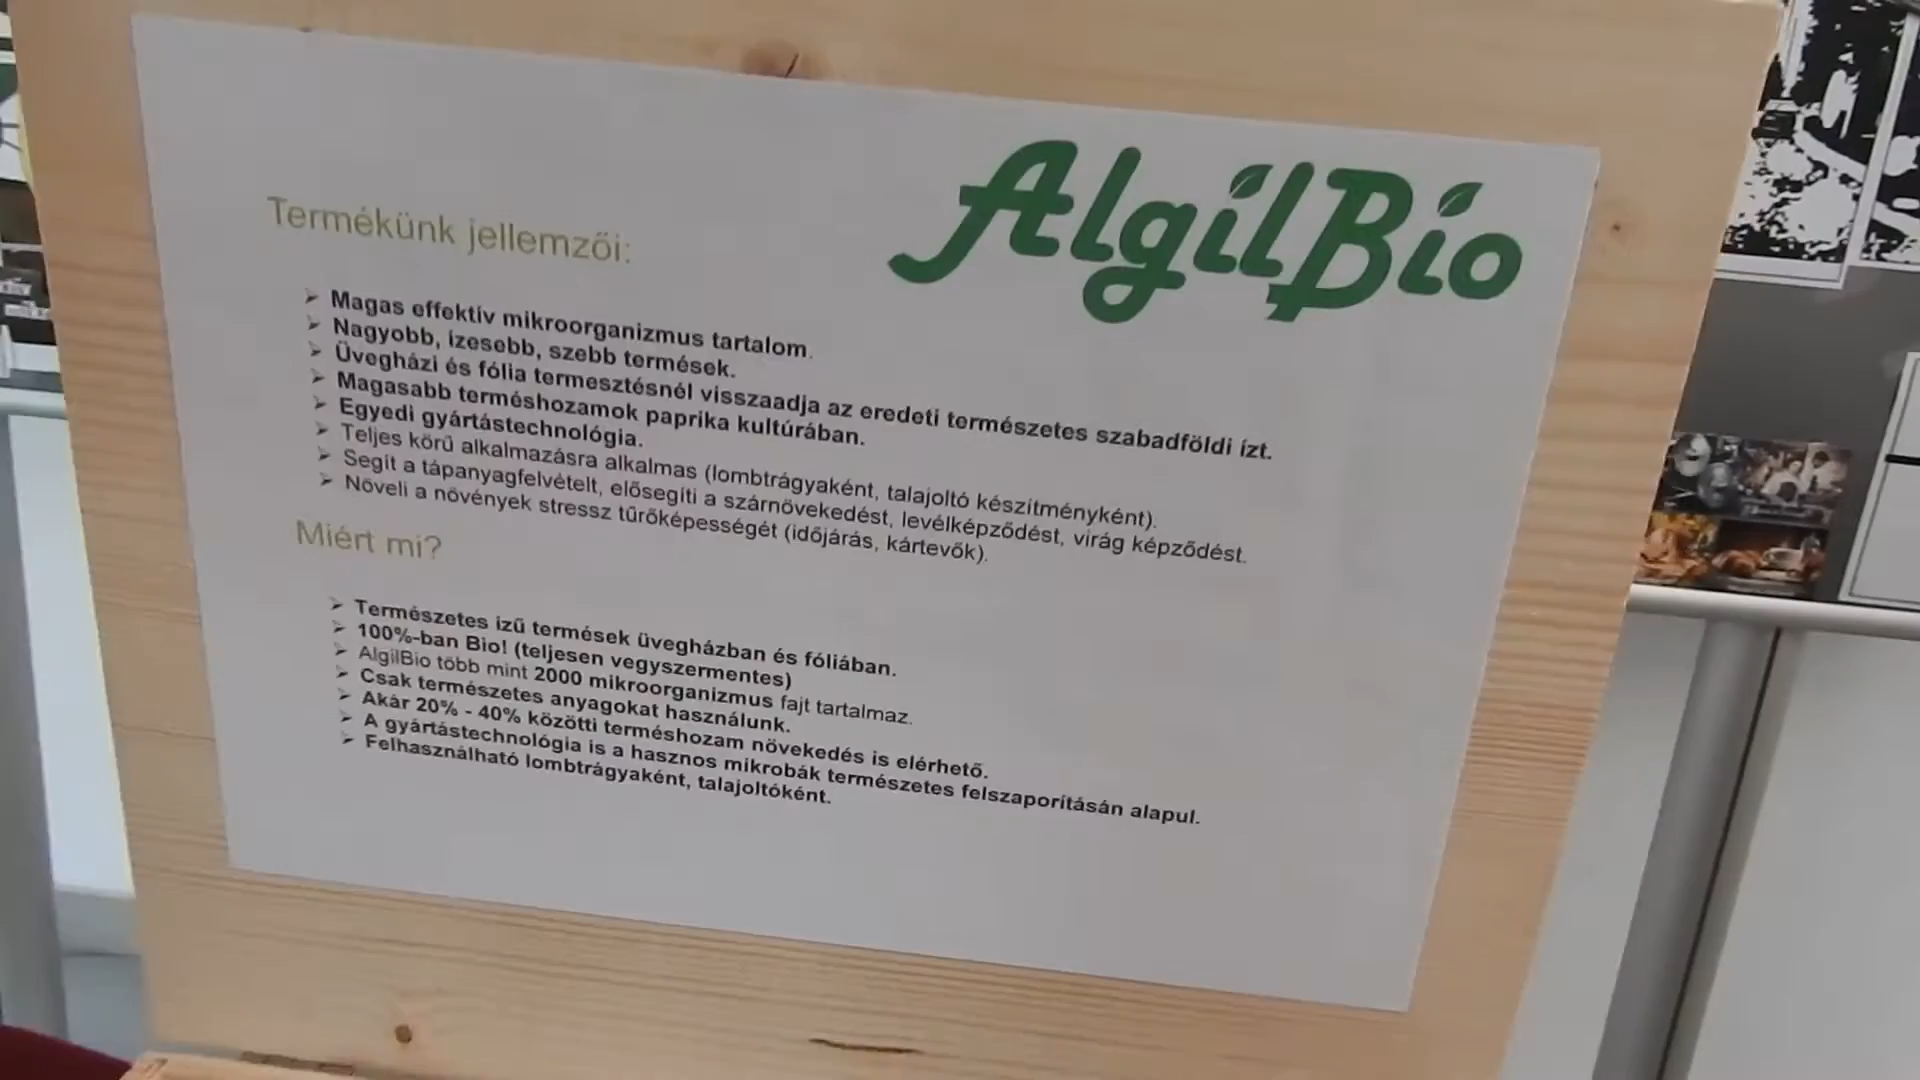 AlgilBio
Termékünk jellemzői:
➢ Magas effektív mikroorganizmus tartalom.
➢ Nagyobb, ízesebb, szebb termések.
➢ Üvegházi és fólia termesztésnél visszaadja az eredeti természetes szabadföldi ízt.
➢ Magasabb terméshozamok paprika kultúrában.
➢ Egyedi gyártástechnológia.
➢ Teljes körű alkalmazásra alkalmas (lombtrágyaként, talajoltó készítményként).
➢ Segít a tápanyagfelvételt, elősegíti a szárnövekedést, levélképződést, virág képződést.
➢ Növeli a növények stressz tűrőképességét (időjárás, kártevők).
Miért mi?
➢ Természetes ízű termések üvegházban és fóliában.
➢ 100%-ban Bio! (teljesen vegyszermentes)
➢ AlgilBio több mint 2000 mikroorganizmus fajt tartalmaz.
➢ Csak természetes anyagokat használunk.
➢ Akár 20% - 40% közötti terméshozam növekedés is elérhető.
➢ A gyártástechnológia is a hasznos mikrobák természetes felszaporításán alapul.
➢ Felhasználható lombtrágyaként, talajoltóként.